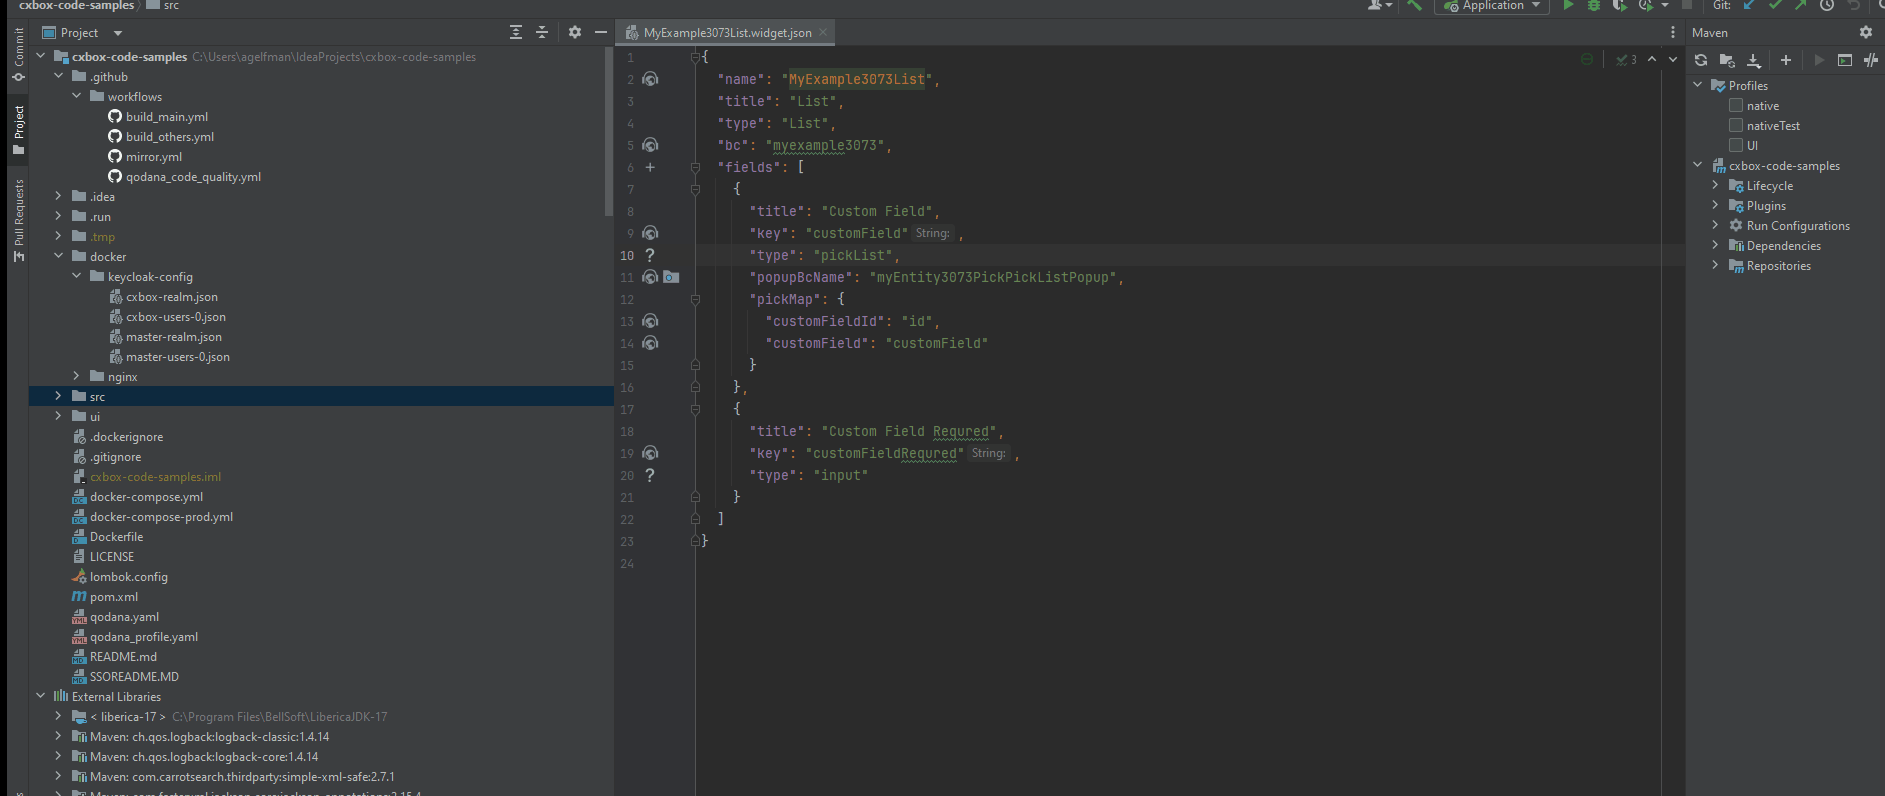 cxbox-code-samples
src
Application
Git:
Commit
Project
Pull Requests
Project
cxbox-code-samples C:\Users\agelfman\IdeaProjects\cxbox-code-samples
.github
workflows
build_main.yml
build_others.yml
mirror.yml
qodana_code_quality.yml
.idea
.run
.tmp
docker
keycloak-config
cxbox-realm.json
cxbox-users-0.json
master-realm.json
master-users-0.json
nginx
src
ui
.dockerignore
.gitignore
cxbox-code-samples.iml
docker-compose.yml
docker-compose-prod.yml
Dockerfile
LICENSE
lombok.config
pom.xml
qodana.yaml
qodana_profile.yaml
README.md
SSOREADME.MD
External Libraries
< liberica-17 > C:\Program Files\BellSoft\LibericaJDK-17
Maven: ch.qos.logback:logback-classic:1.4.14
Maven: ch.qos.logback:logback-core:1.4.14
Maven: com.carrotsearch.thirdparty:simple-xml-safe:2.7.1
MyExample3073List.widget.json
3
1 {
2 "name": "MyExample3073List",
3 "title": "List",
4 "type": "List",
5 "bc": "myexample3073",
6 "fields": [
7 {
8 "title": "Custom Field",
9 "key": "customField" String: ,
10 "type": "pickList",
11 "popupBcName": "myEntity3073PickPickListPopup",
12 "pickMap": {
13 "customFieldId": "id",
14 "customField": "customField"
15 }
16 },
17 {
18 "title": "Custom Field Requred",
19 "key": "customFieldRequred" String: ,
20 "type": "input"
21 }
22 ]
23 }
24
Maven
Profiles
native
nativeTest
UI
cxbox-code-samples
Lifecycle
Plugins
Run Configurations
Dependencies
Repositories